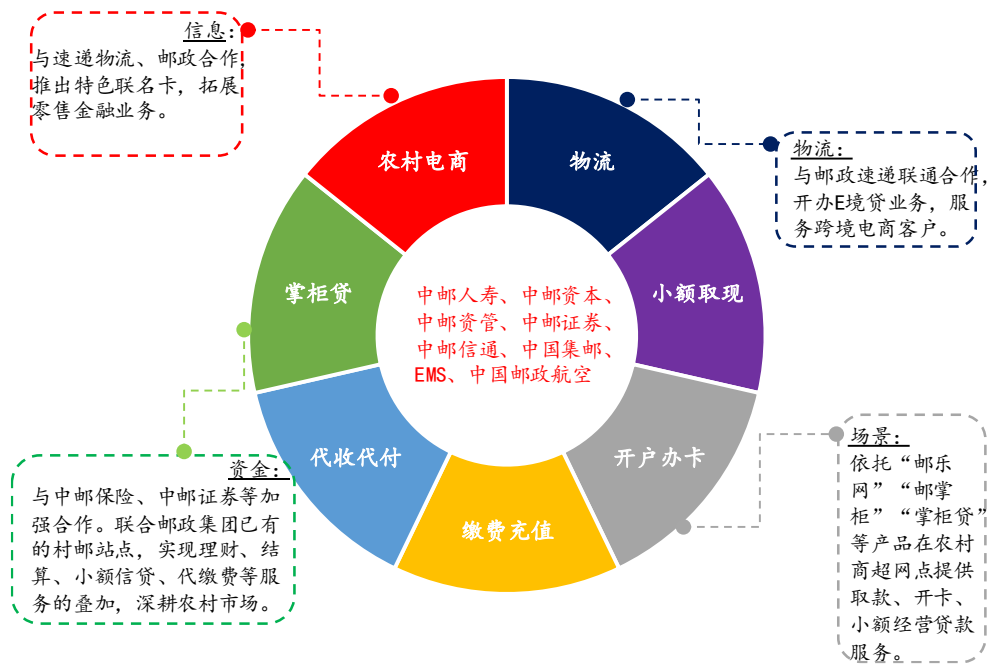 信息：
与速递物流、邮政合作，
推出特色联名卡，拓展
零售金融业务。
农村电商
物流
物流：
与邮政速递联通合作，
开办E境贷业务，服
务跨境电商客户。
掌柜贷
小额取现
中邮人寿、中邮资本、
中邮资管、中邮证券、
中邮信通、中国集邮、
EMS、中国邮政航空
代收代付
开户办卡
缴费充值
资金：
与中邮保险、中邮证券等加
强合作。联合邮政集团已有
的村邮站点，实现理财、结
算、小额信贷、代缴费等服
务的叠加，深耕农村市场。
场景：
依托“邮乐
网”“邮掌
柜”“掌柜贷”
等产品在农村
商超网点提供
取款、开卡、
小额经营贷款
服务。